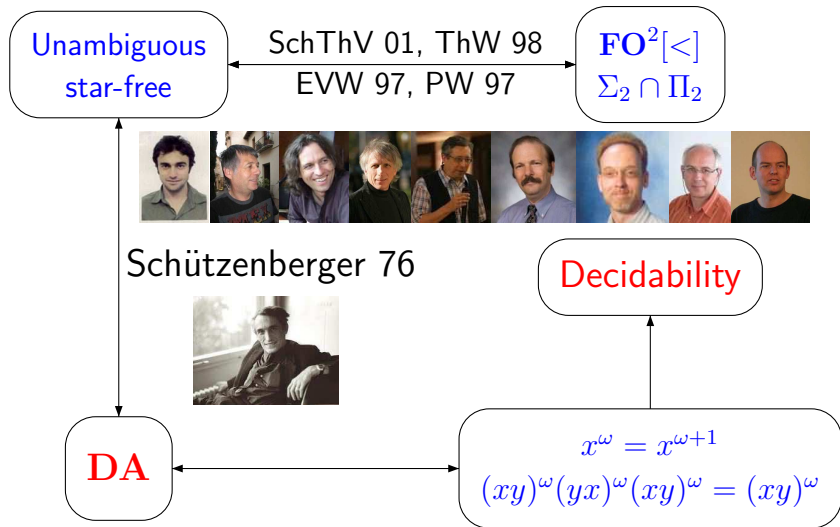 Unambiguous
star-free
SchThV 01, ThW 98
EVW 97, PW 97
FO²[<]
Σ₂ ∩ Π₂
Schützenberger 76
Decidability
DA
x^ω = x^{ω+1}
(xy)^ω(yx)^ω(xy)^ω = (xy)^ω